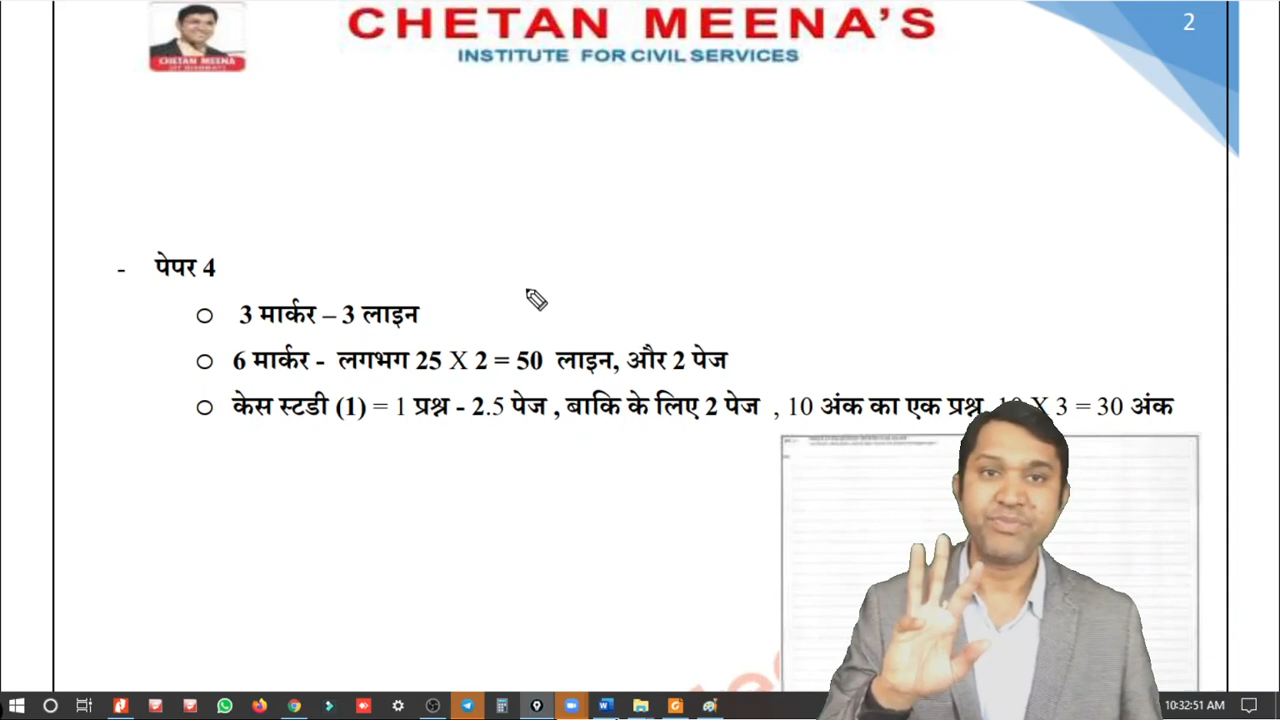 CHETAN MEENA'S
INSTITUTE FOR CIVIL SERVICES
CHETAN MEENA
2
- पेपर 4
3 मार्कर – 3 लाइन
6 मार्कर - लगभग 25 X 2 = 50 लाइन, और 2 पेज
केस स्टडी (1) = 1 प्रश्न - 2.5 पेज , बाकि के लिए 2 पेज , 10 अंक का एक प्रश्न X 3 = 30 अंक
10:32:51 AM